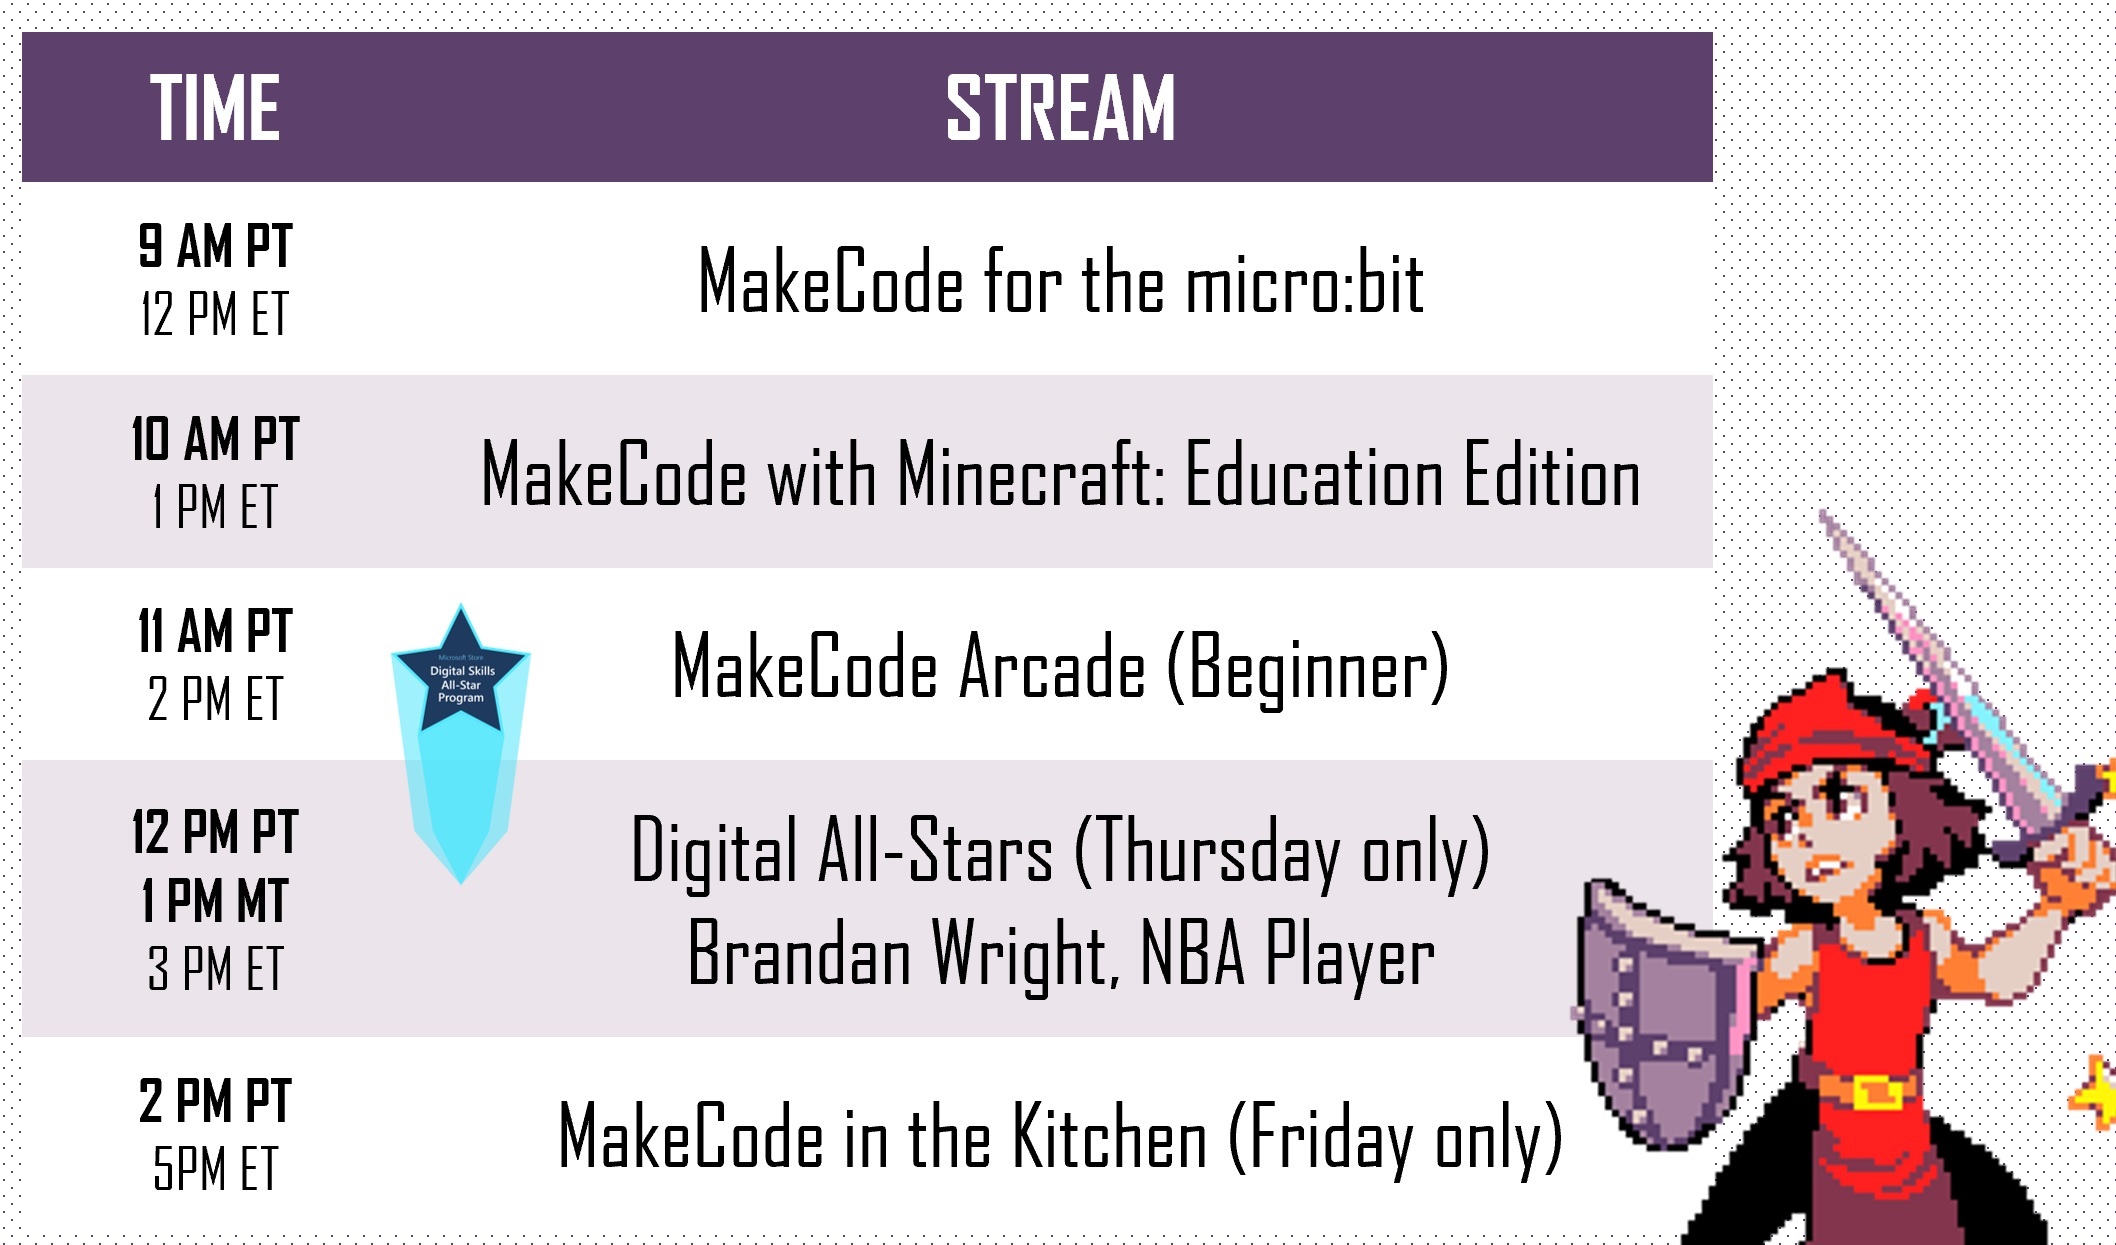 TIME STREAM
9 AM PT
12 PM ET
MakeCode for the micro:bit
10 AM PT
1 PM ET
MakeCode with Minecraft: Education Edition
11 AM PT
2 PM ET
Microsoft Store
Digital Skills
All-Star
Program
MakeCode Arcade (Beginner)
12 PM PT
1 PM MT
3 PM ET
Digital All-Stars (Thursday only)
Brandan Wright, NBA Player
2 PM PT
5PM ET
MakeCode in the Kitchen (Friday only)